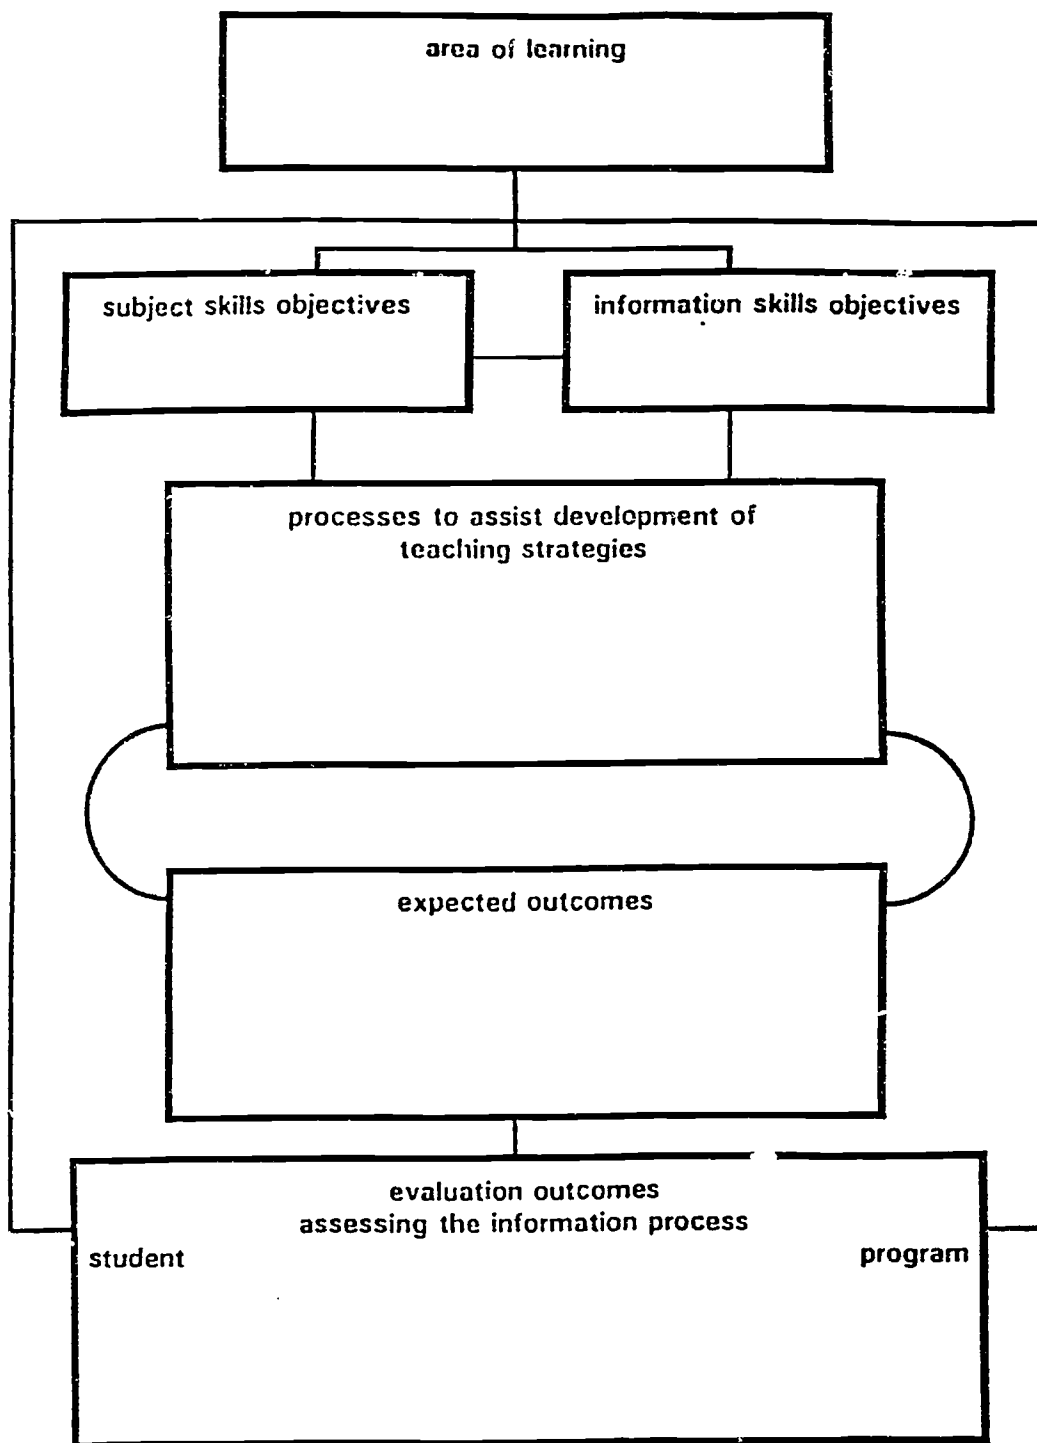 area of learning
subject skills objectives
information skills objectives
processes to assist development of
teaching strategies
expected outcomes
evaluation outcomes
assessing the information process
student
program